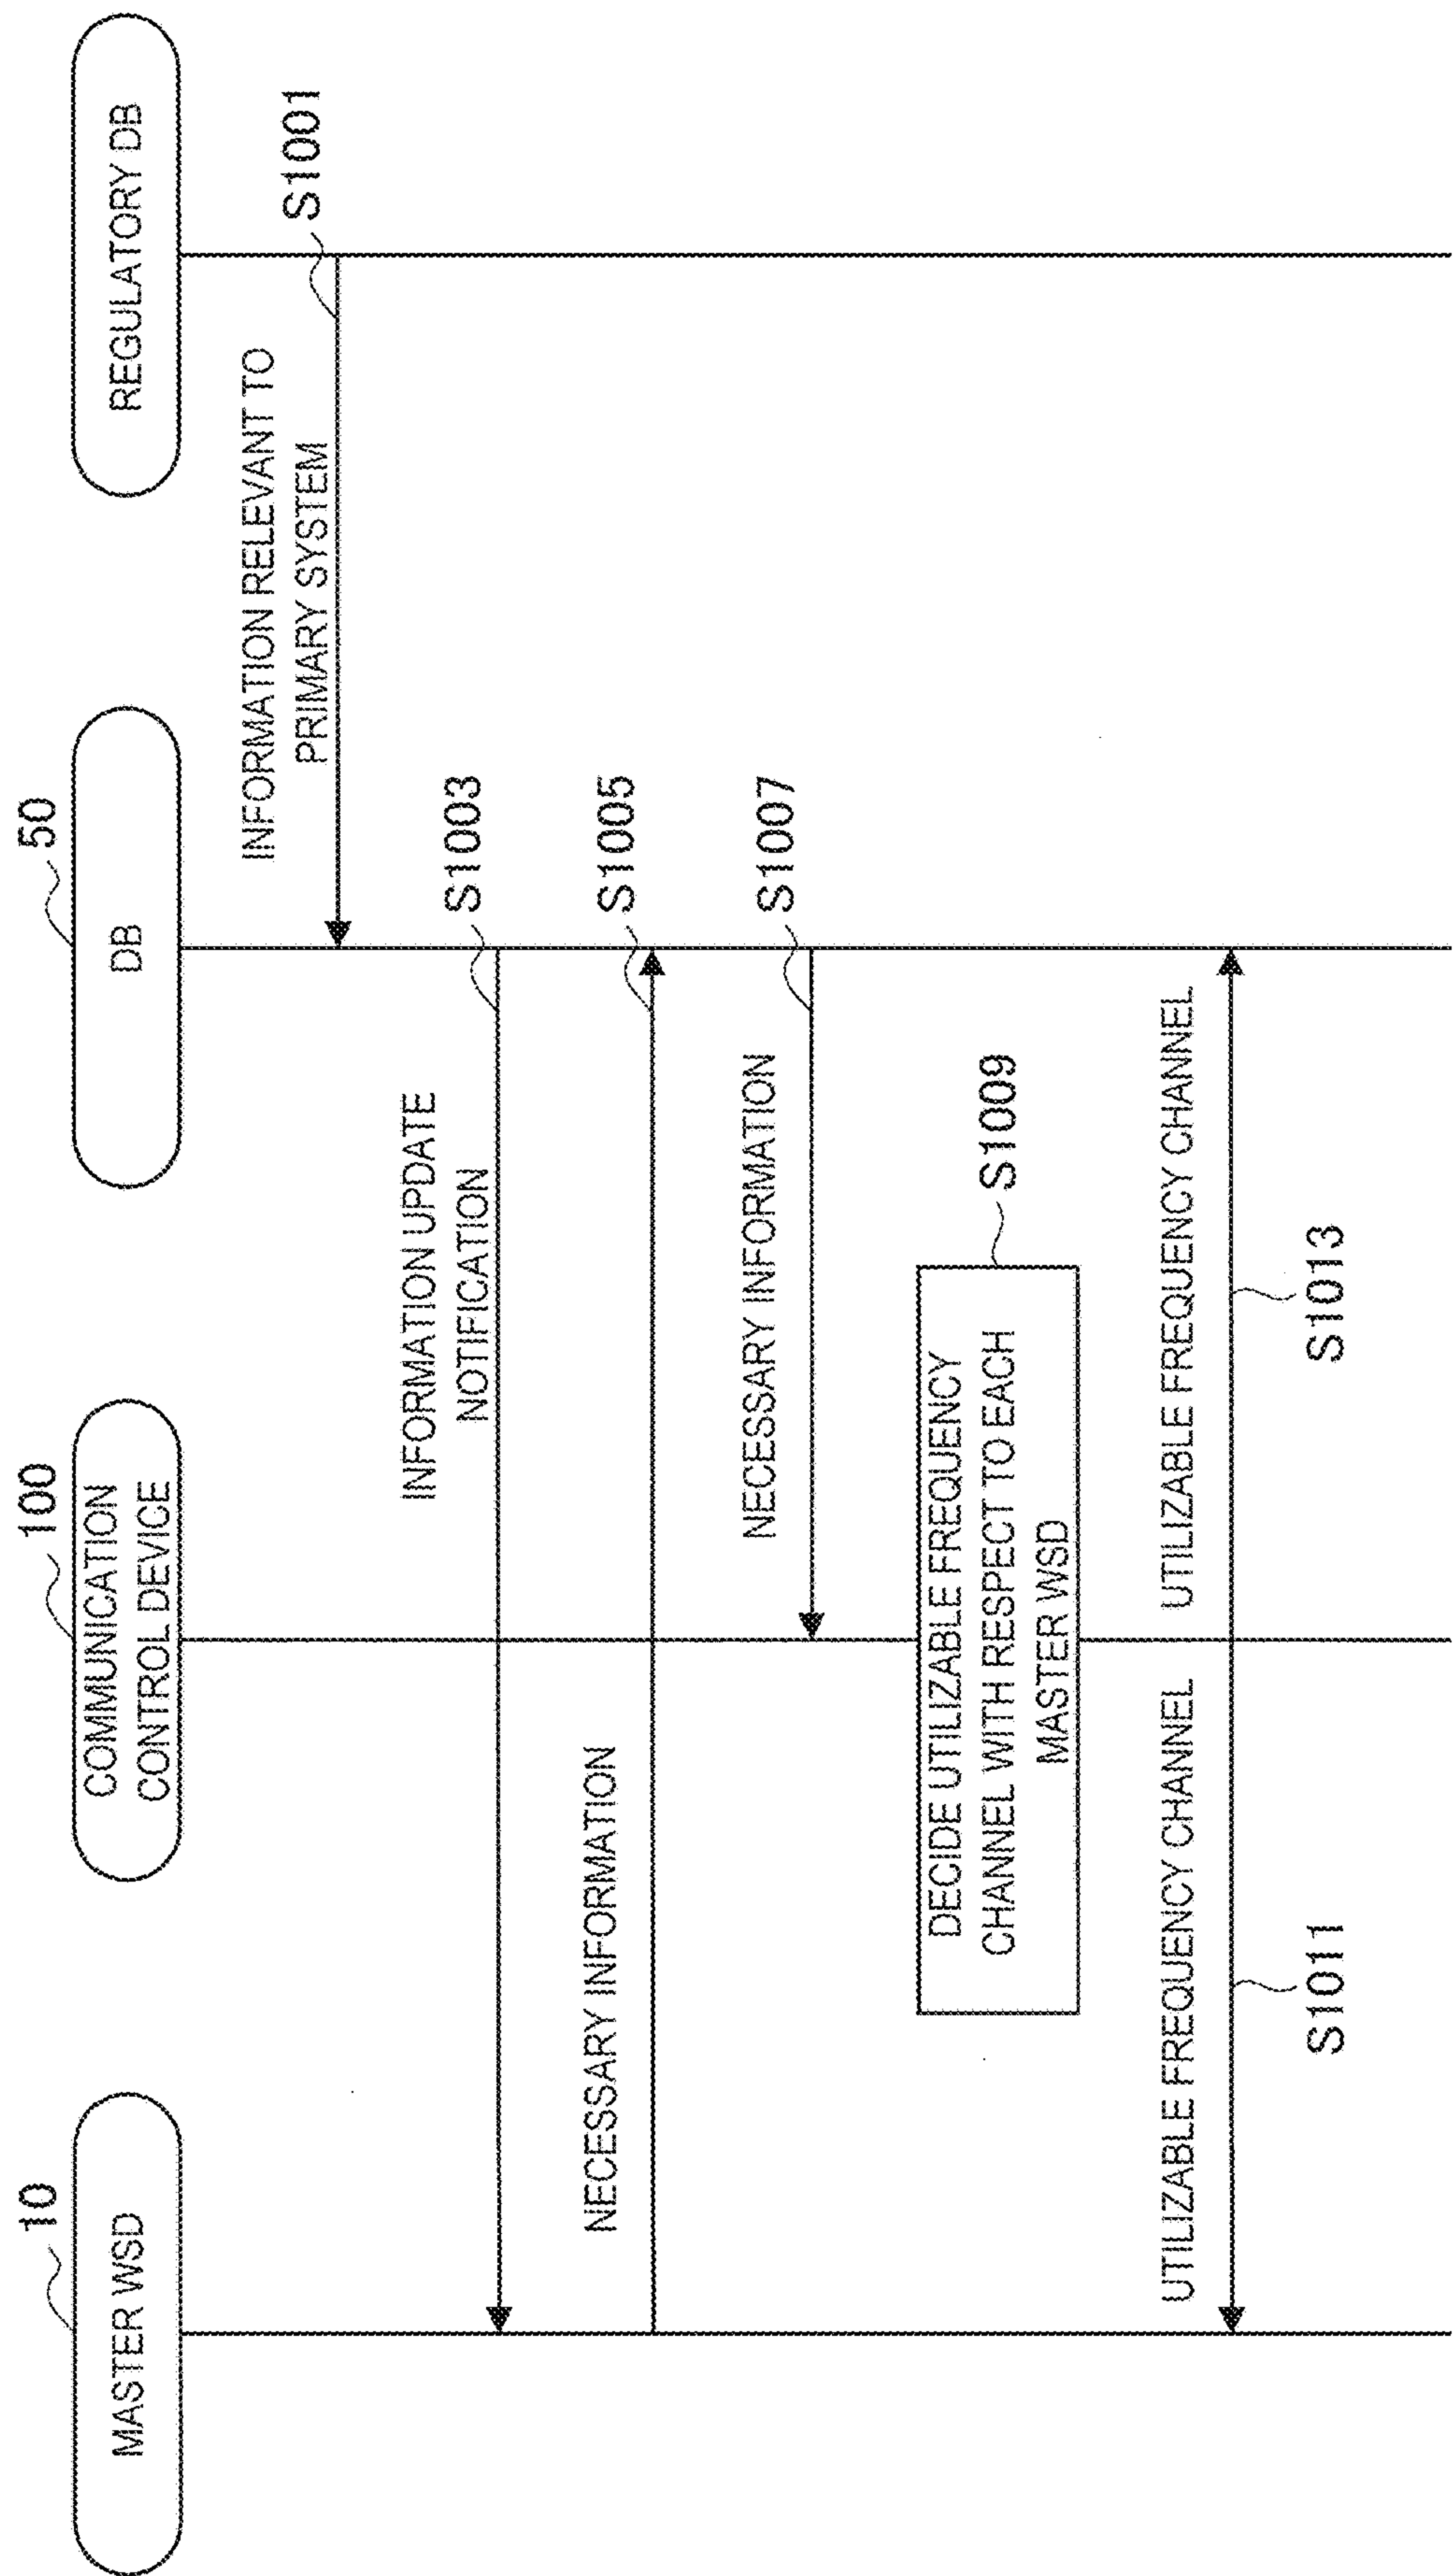 10
MASTER WSD
100
COMMUNICATION
CONTROL DEVICE
50
DB
REGULATORY DB
S1001
INFORMATION RELEVANT TO
PRIMARY SYSTEM
S1003
INFORMATION UPDATE
NOTIFICATION
S1005
NECESSARY INFORMATION
S1007
NECESSARY INFORMATION
S1009
DECIDE UTILIZABLE FREQUENCY
CHANNEL WITH RESPECT TO EACH
MASTER WSD
UTILIZABLE FREQUENCY CHANNEL
UTILIZABLE FREQUENCY CHANNEL
S1011
S1013